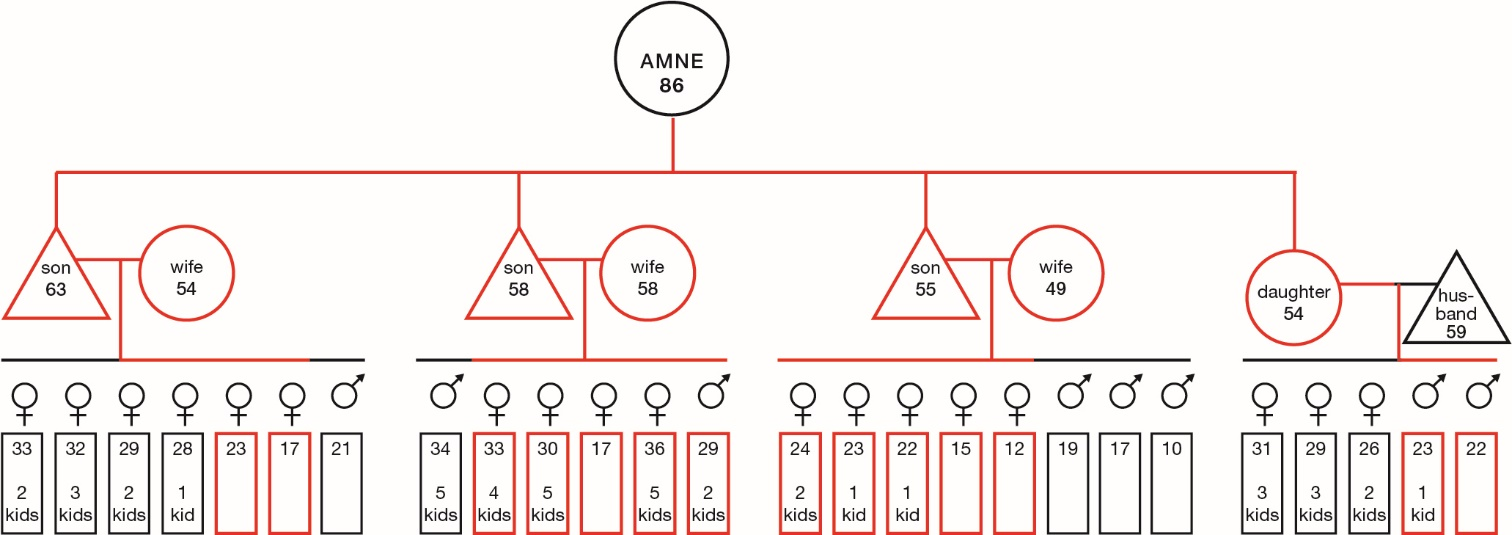 AMNE
86
son
63
wife
54
son
58
wife
58
son
55
wife
49
daughter
54
hus-
band
59
33 32 29 28 23 17 21
2 3 2 1
kids kids kids kid
34 33 30 17 36 29
5 4 5 5 2
kids kids kids kids kids
24 23 22 15 12 19 17 10
2 1 1
kids kid kid
31 29 26 23 22
3 3 2 1
kids kids kids kid